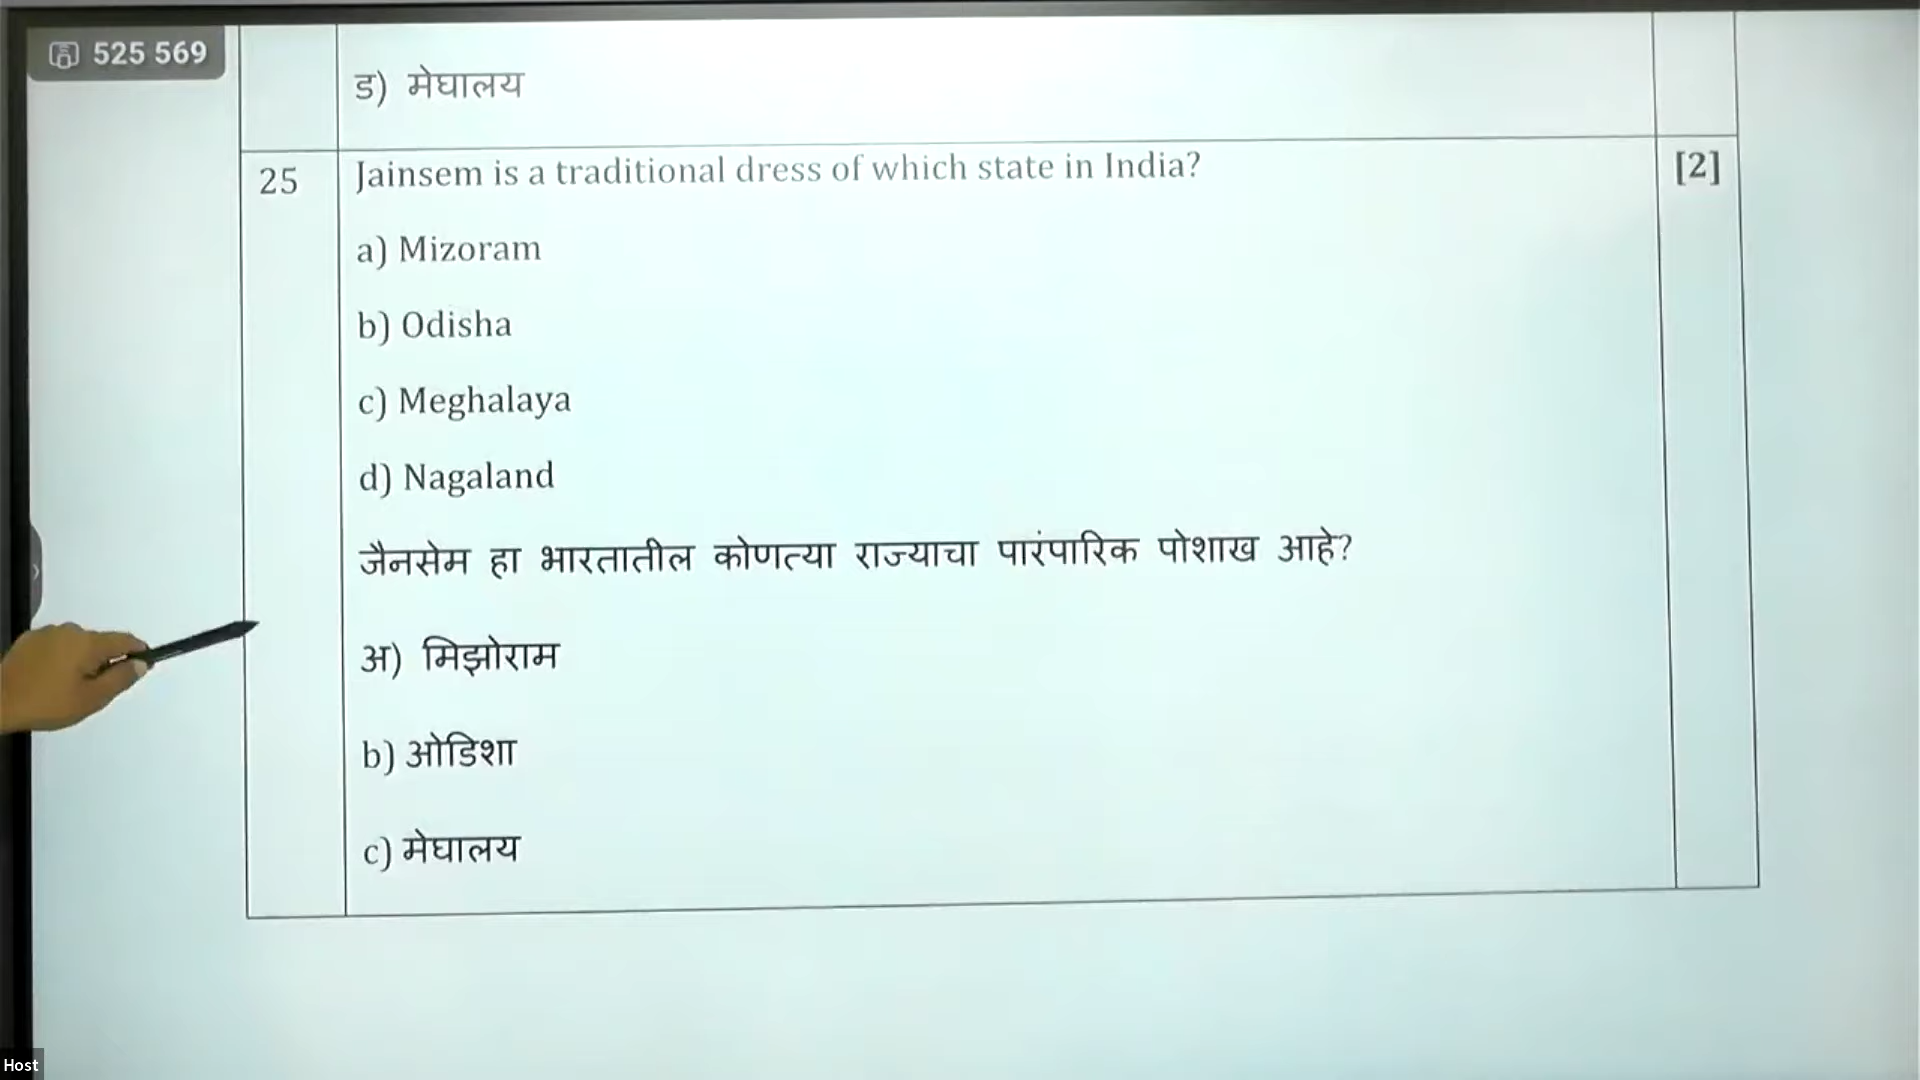 525 569
ड) मेघालय
25 Jainsem is a traditional dress of which state in India? [2]
a) Mizoram
b) Odisha
c) Meghalaya
d) Nagaland
जैनसेम हा भारतातील कोणत्या राज्याचा पारंपारिक पोशाख आहे?
अ) मिझोराम
b) ओडिशा
c) मेघालय
Host